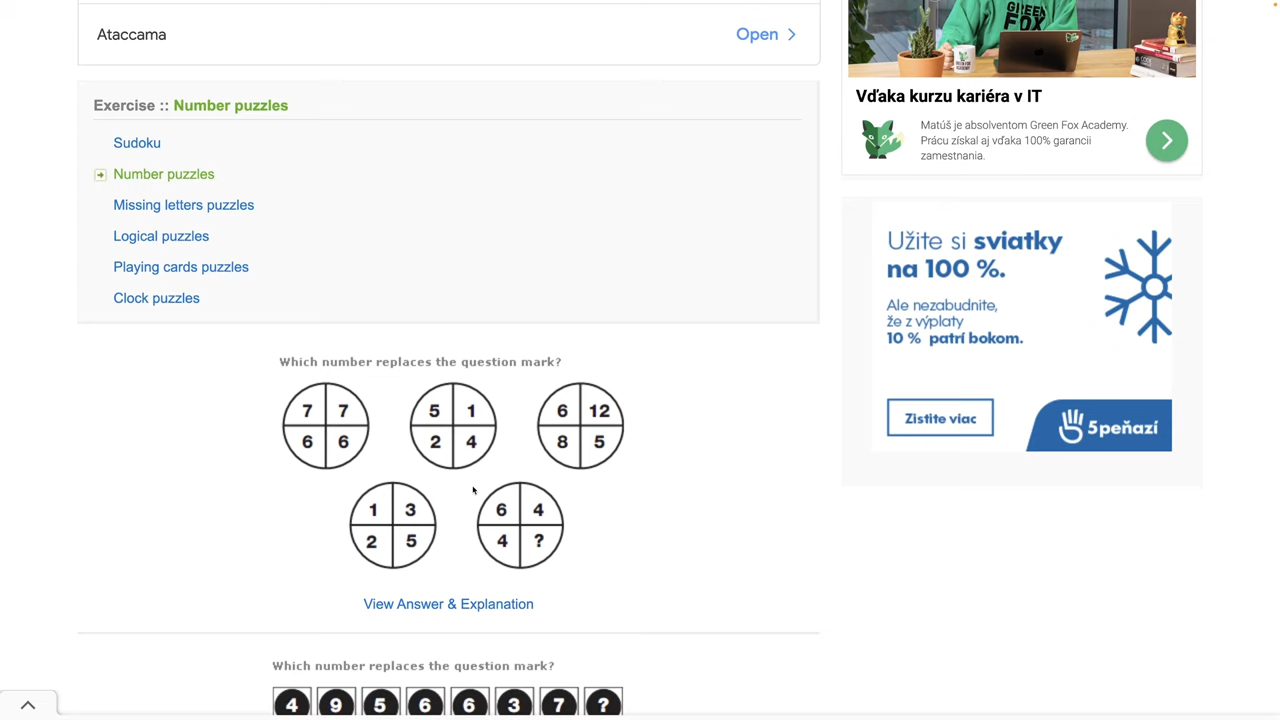 Ataccama
Open
Exercise :: Number puzzles
Sudoku
Number puzzles
Missing letters puzzles
Logical puzzles
Playing cards puzzles
Clock puzzles
Which number replaces the question mark?
7 7
6 6
5 1
2 4
6 12
8 5
1 3
2 5
6 4
4 ?
View Answer & Explanation
Which number replaces the question mark?
4 9 5 6 6 3 7 ?
GREEN
FOX
Vďaka kurzu kariéra v IT
Matúš je absolventom Green Fox Academy.
Prácu získal aj vďaka 100% garancii
zamestnania.
Užite si sviatky
na 100 %.
Ale nezabudnite,
že z výplaty
10 % patrí bokom.
Zistite viac
5peňazí